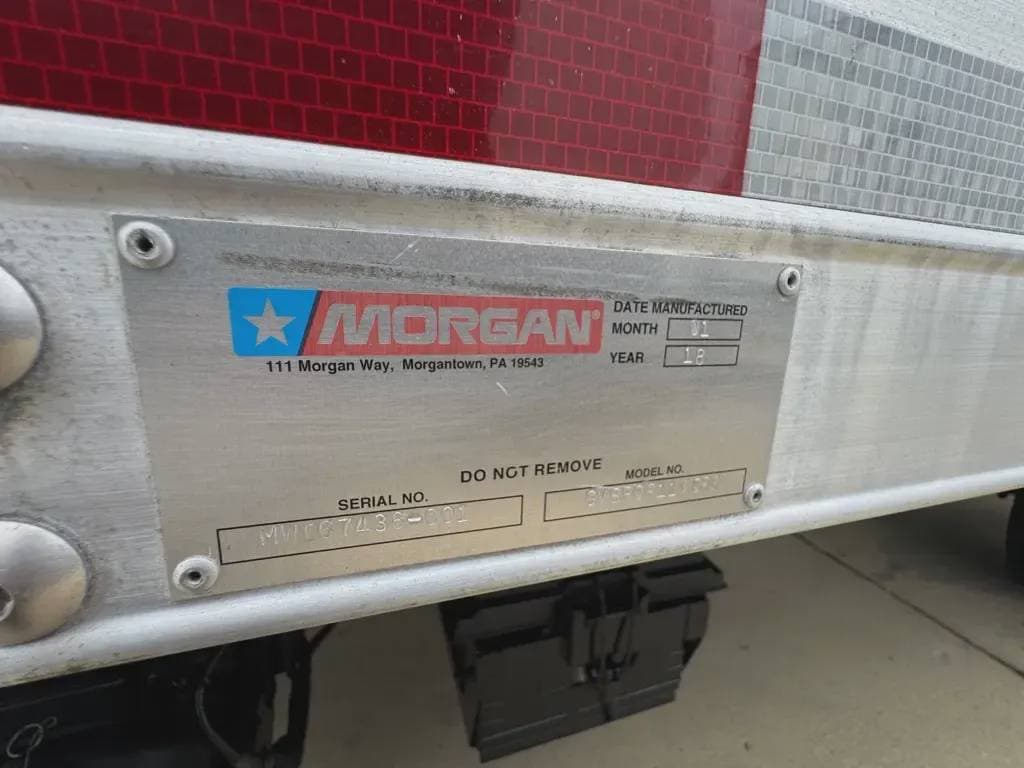 MORGAN®
111 Morgan Way, Morgantown, PA 19543
DATE MANUFACTURED
MONTH 01
YEAR 18
DO NOT REMOVE
SERIAL NO.
MODEL NO.